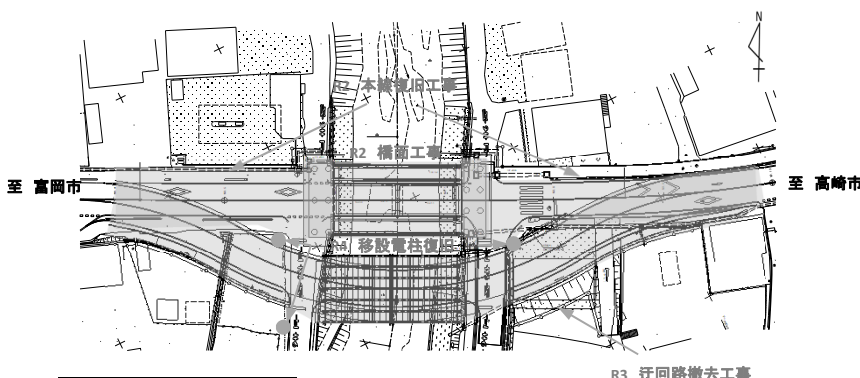 N
R2 本線復旧工事
R2 橋面工事
至 富岡市
至 高崎市
移設電柱復旧
R3 迂回路撤去工事